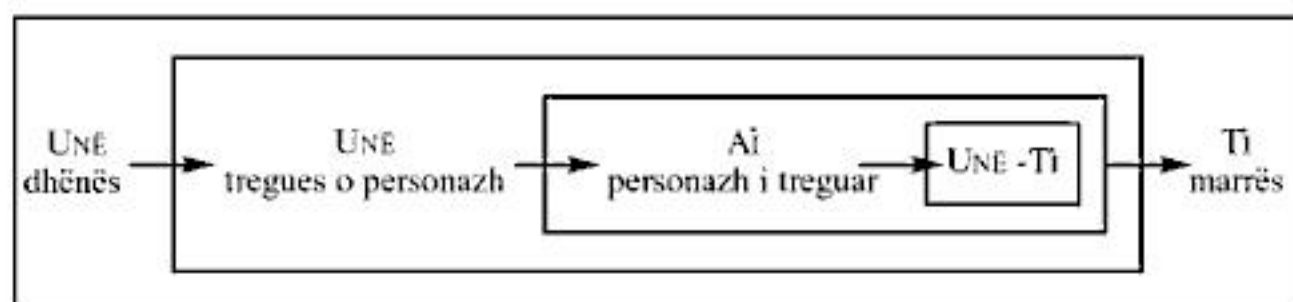 UNË
dhënës
UNË
tregues o personazh
Ai
personazh i treguar
UNË -Ti
Ti
marrës